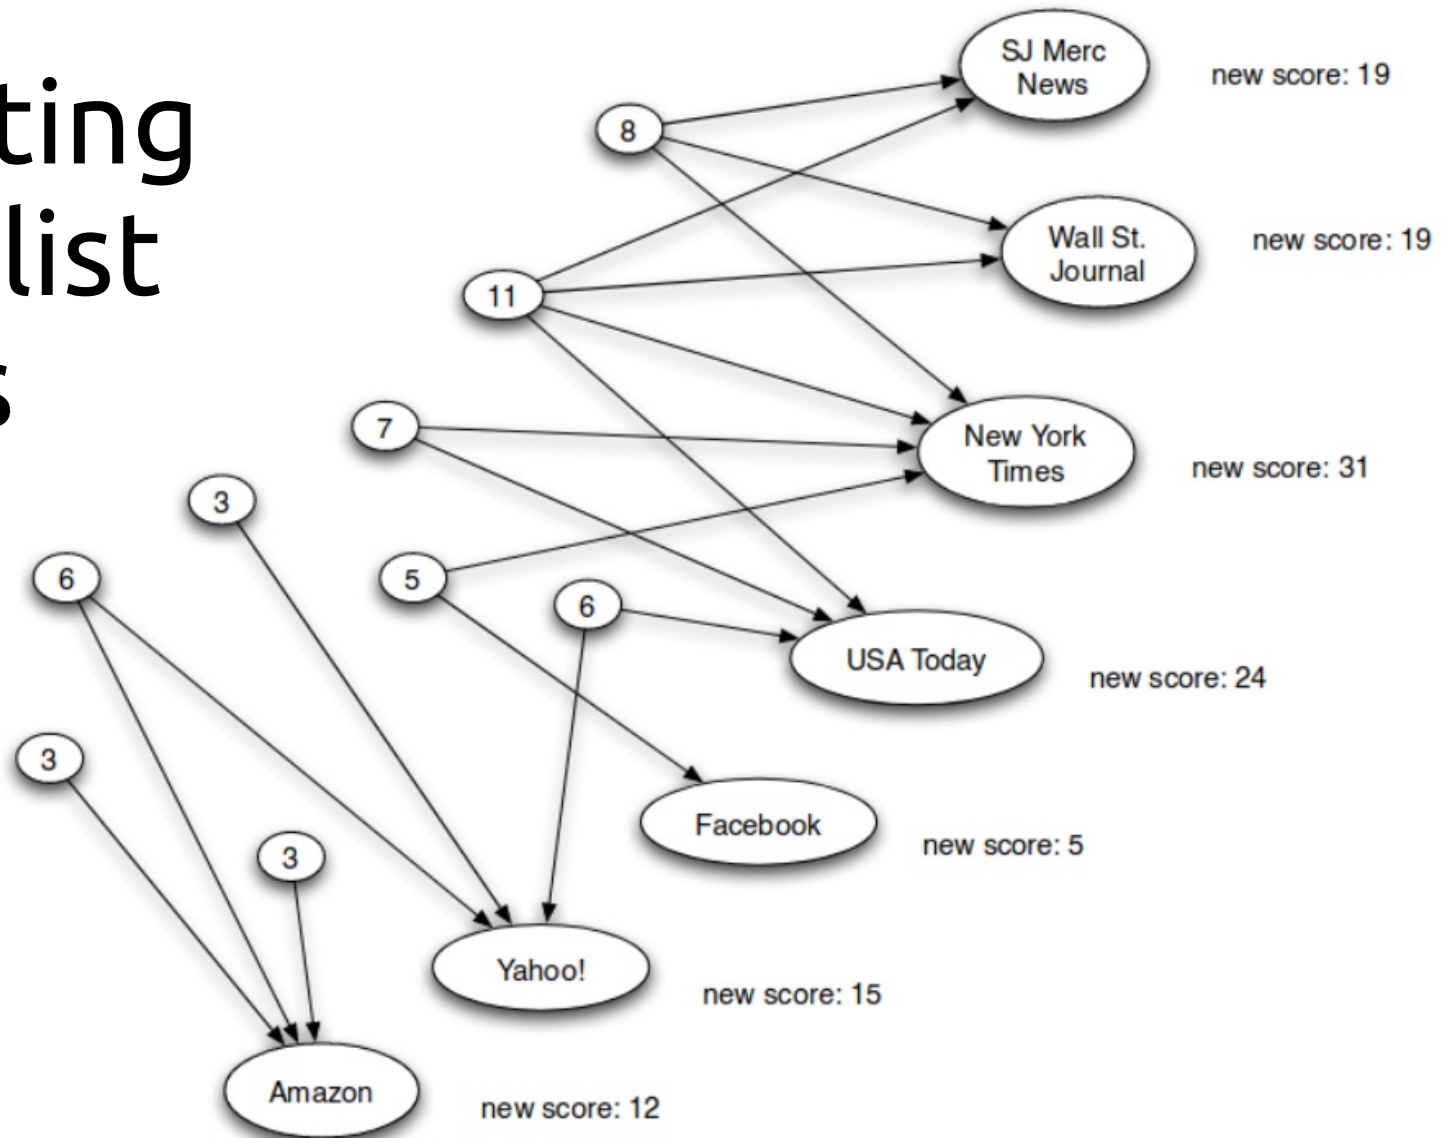 ting
list
s
SJ Merc
News
new score: 19
8
Wall St.
Journal
new score: 19
11
7
New York
Times
new score: 31
3
6
5
6
USA Today
new score: 24
3
Facebook
new score: 5
3
Yahoo!
new score: 15
Amazon
new score: 12